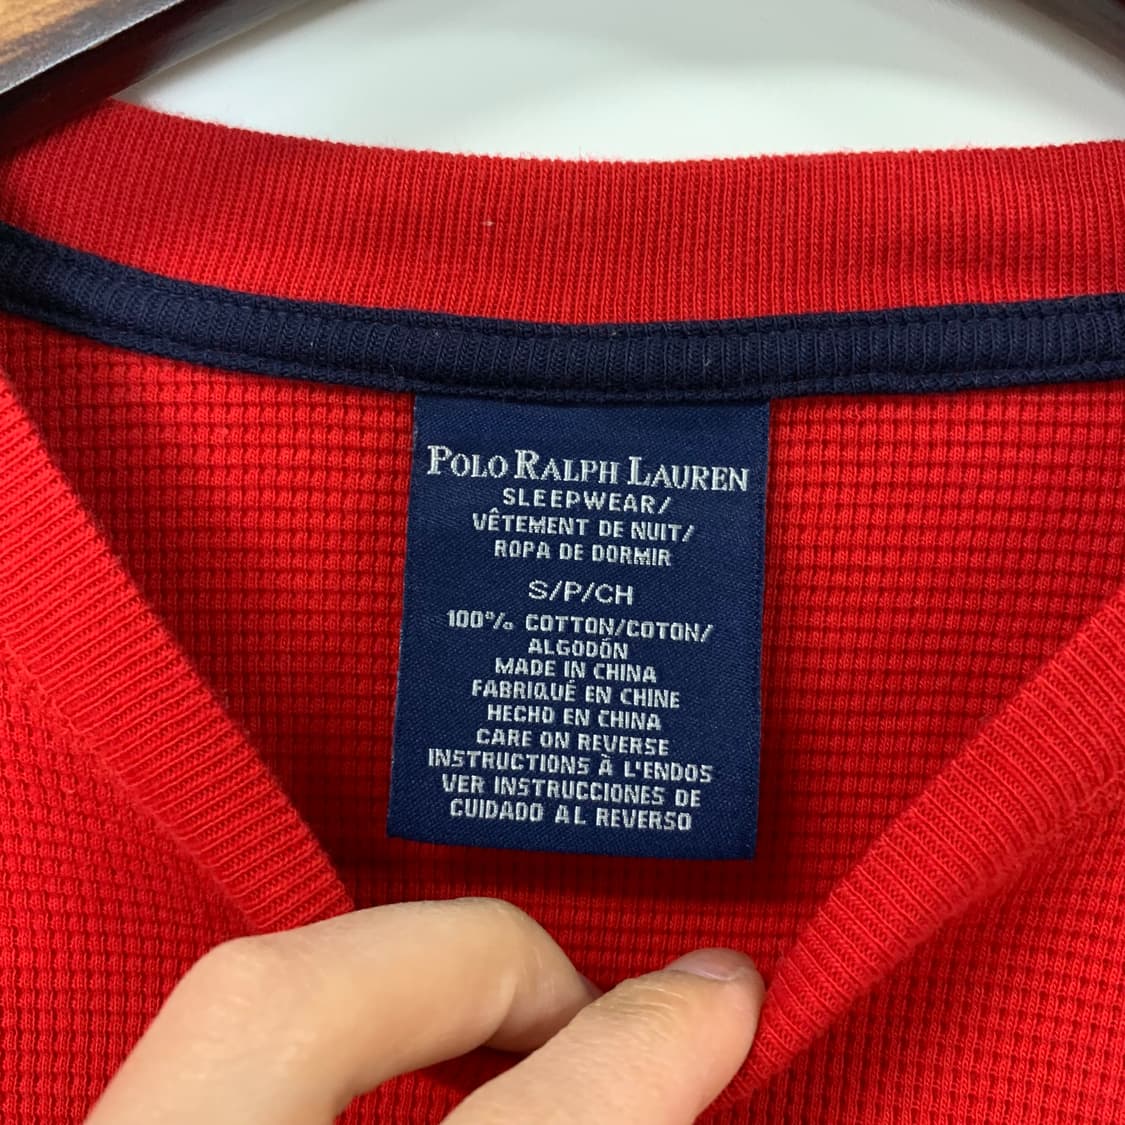 POLO RALPH LAUREN
SLEEPWEAR/
VÊTEMENT DE NUIT/
ROPA DE DORMIR
S/P/CH
100% COTTON/COTON/
ALGODÓN
MADE IN CHINA
FABRIQUÉ EN CHINE
HECHO EN CHINA
CARE ON REVERSE
INSTRUCTIONS À L'ENDOS
VER INSTRUCCIONES DE
CUIDADO AL REVERSO